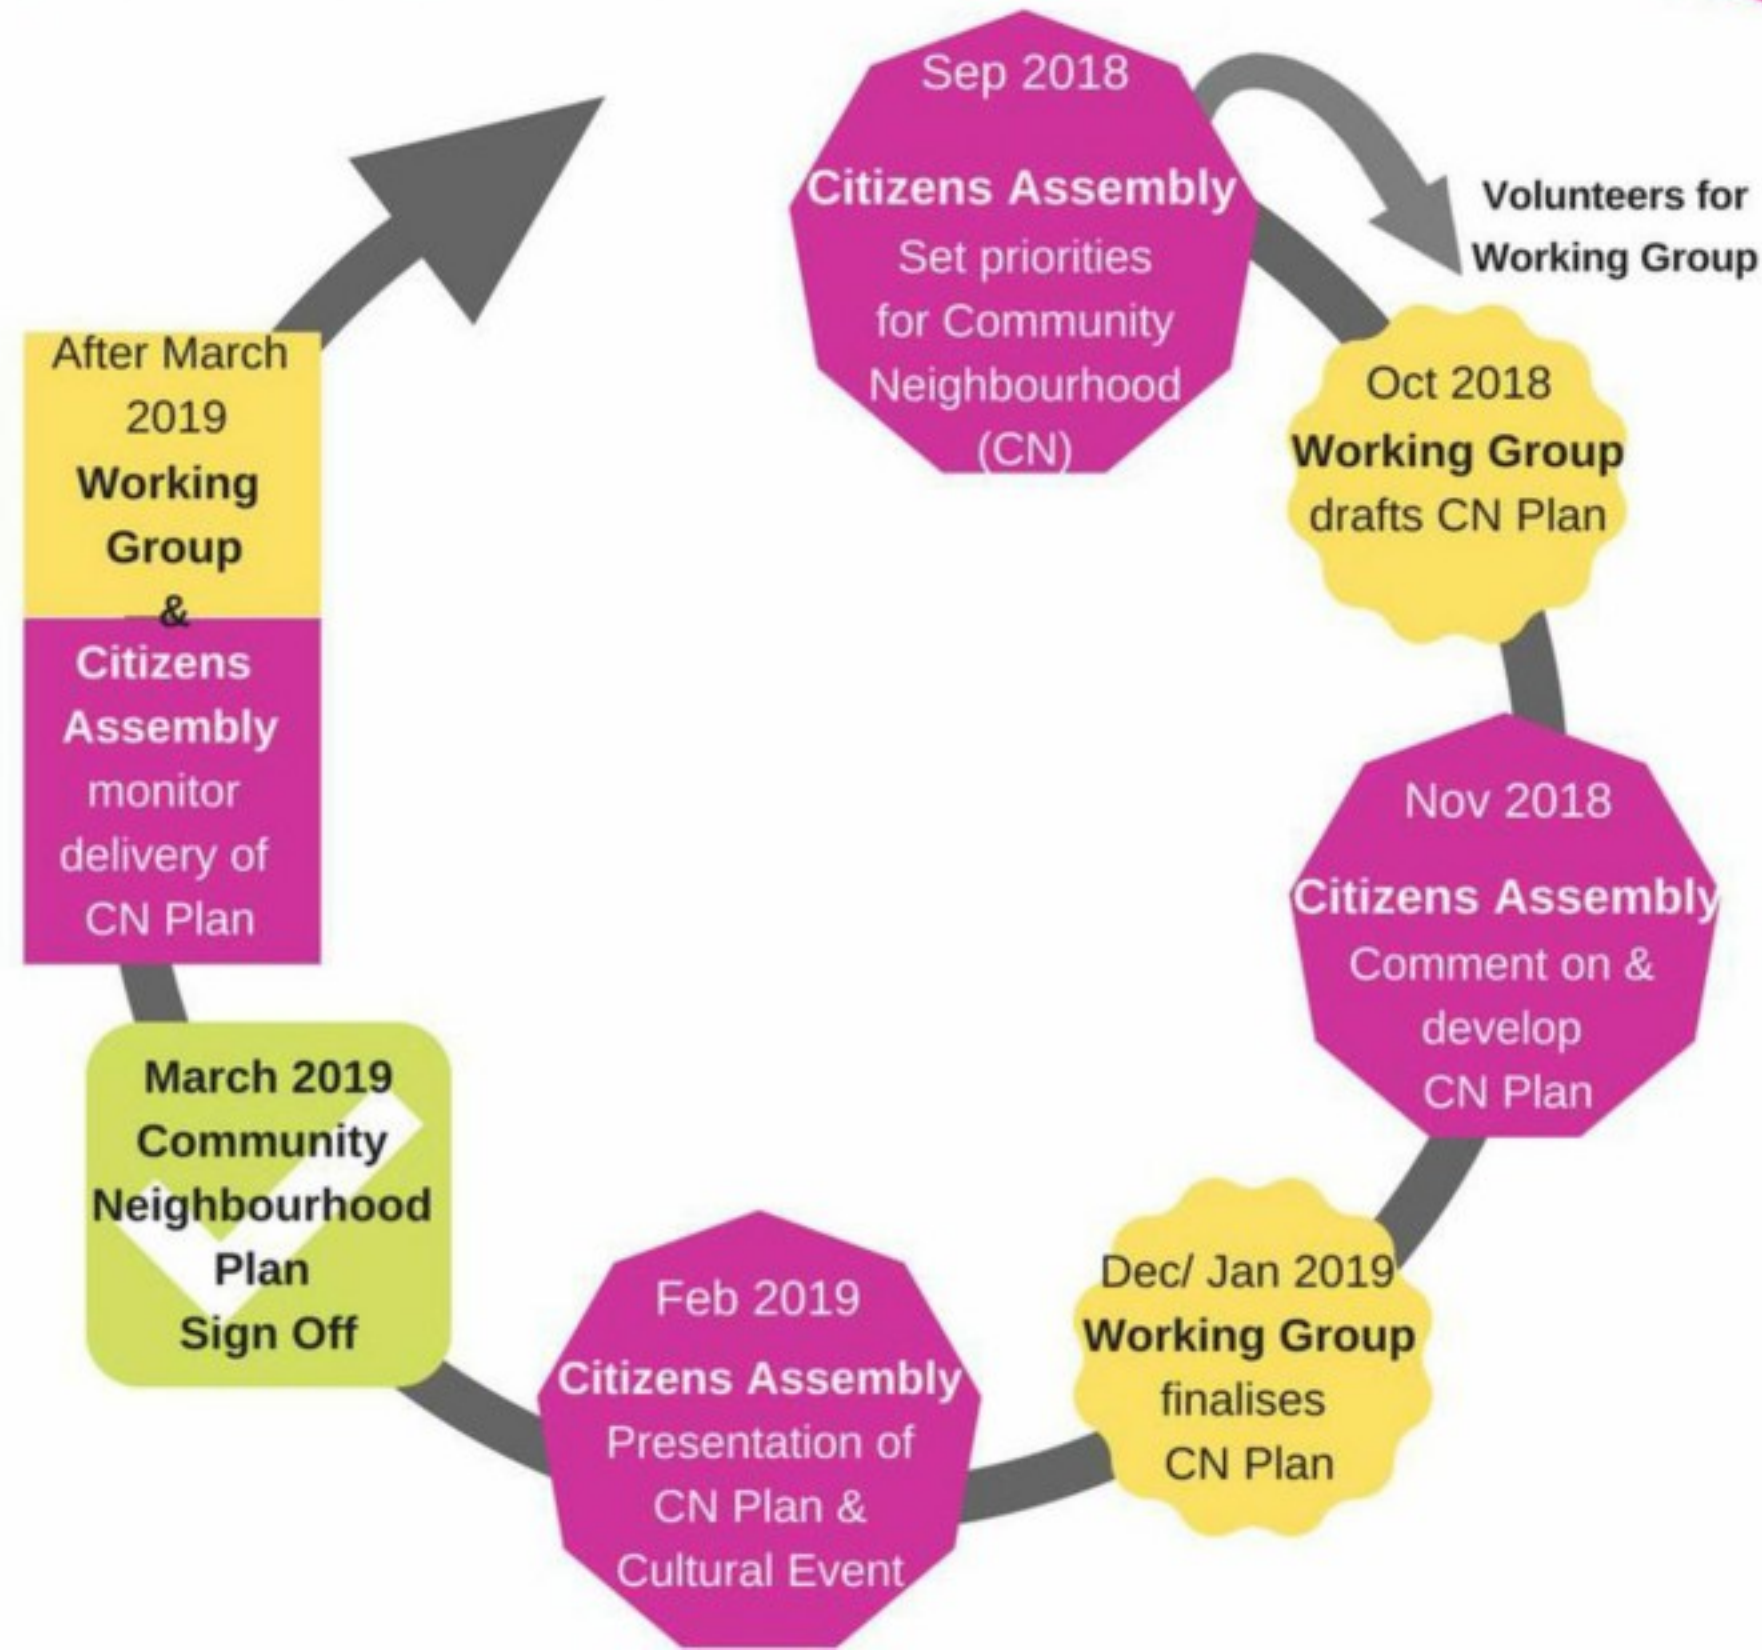 Sep 2018
Citizens Assembly
Set priorities
for Community
Neighbourhood
(CN)
Volunteers for
Working Group
Oct 2018
Working Group
drafts CN Plan
Nov 2018
Citizens Assembly
Comment on &
develop
CN Plan
Dec/ Jan 2019
Working Group
finalises
CN Plan
Feb 2019
Citizens Assembly
Presentation of
CN Plan &
Cultural Event
March 2019
Community
Neighbourhood
Plan
Sign Off
After March
2019
Working
Group
&
Citizens
Assembly
monitor
delivery of
CN Plan